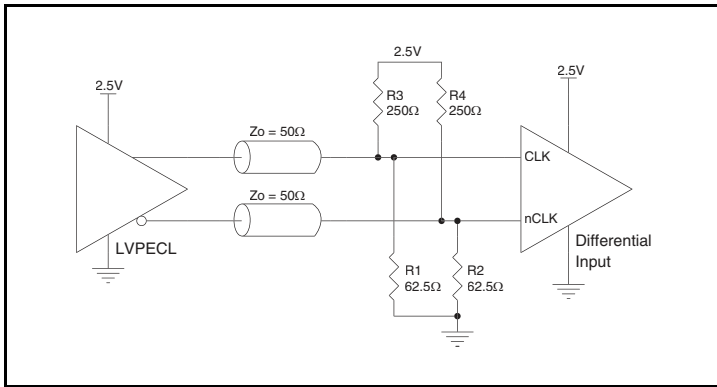 2.5V
2.5V
2.5V
R3
250Ω
R4
250Ω
Zo = 50Ω
CLK
Zo = 50Ω
nCLK
LVPECL
Differential
Input
R1
62.5Ω
R2
62.5Ω